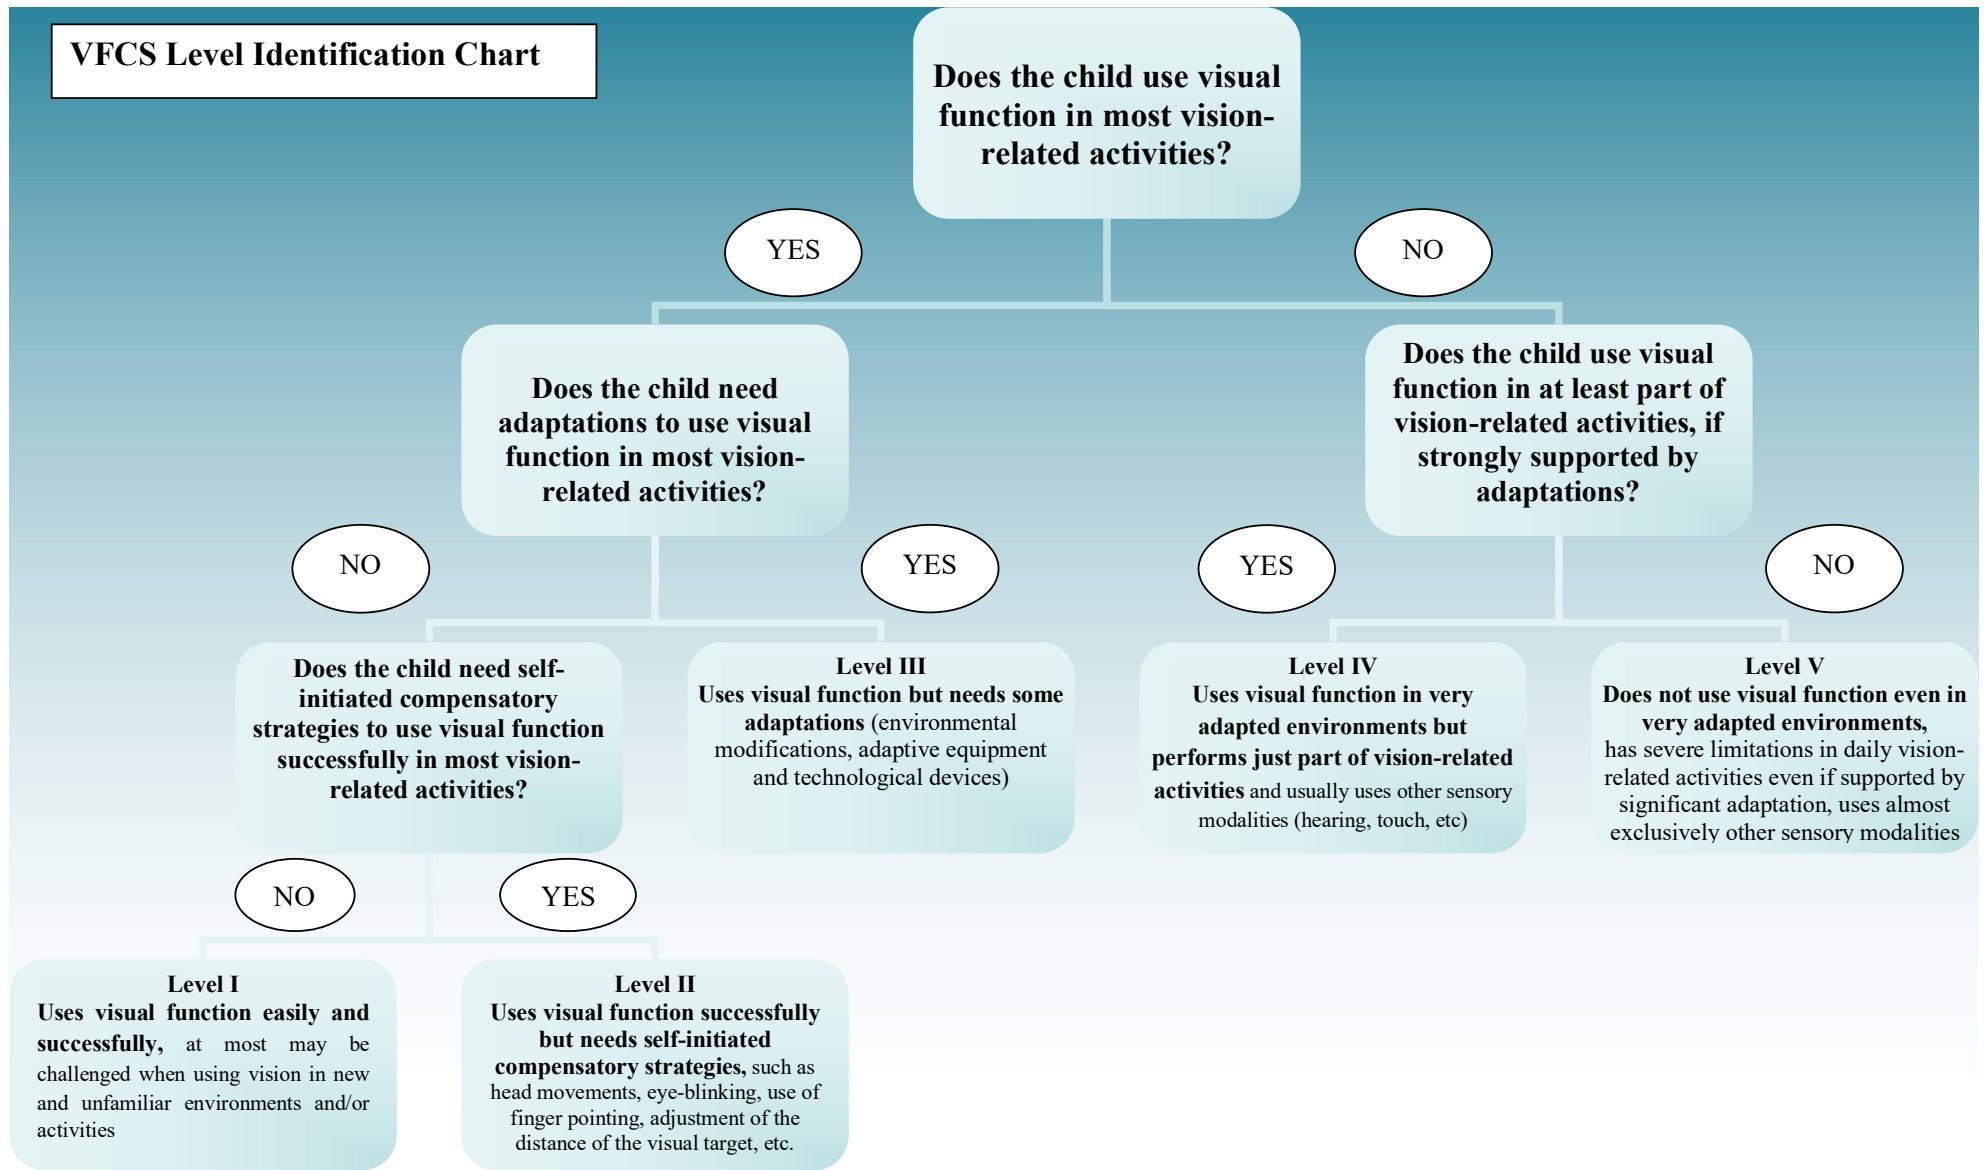 VFCS Level Identification Chart
Does the child use visual
function in most vision-
related activities?
YES
NO
Does the child need
adaptations to use visual
function in most vision-
related activities?
Does the child use visual
function in at least part of
vision-related activities, if
strongly supported by
adaptations?
NO
YES
YES
NO
Does the child need self-
initiated compensatory
strategies to use visual function
successfully in most vision-
related activities?
Level III
Uses visual function but needs some
adaptations (environmental
modifications, adaptive equipment
and technological devices)
Level IV
Uses visual function in very
adapted environments but
performs just part of vision-related
activities and usually uses other sensory
modalities (hearing, touch, etc)
Level V
Does not use visual function even in
very adapted environments,
has severe limitations in daily vision-
related activities even if supported by
significant adaptation, uses almost
exclusively other sensory modalities
NO
YES
Level I
Uses visual function easily and
successfully, at most may be
challenged when using vision in new
and unfamiliar environments and/or
activities
Level II
Uses visual function successfully
but needs self-initiated
compensatory strategies, such as
head movements, eye-blinking, use of
finger pointing, adjustment of the
distance of the visual target, etc.